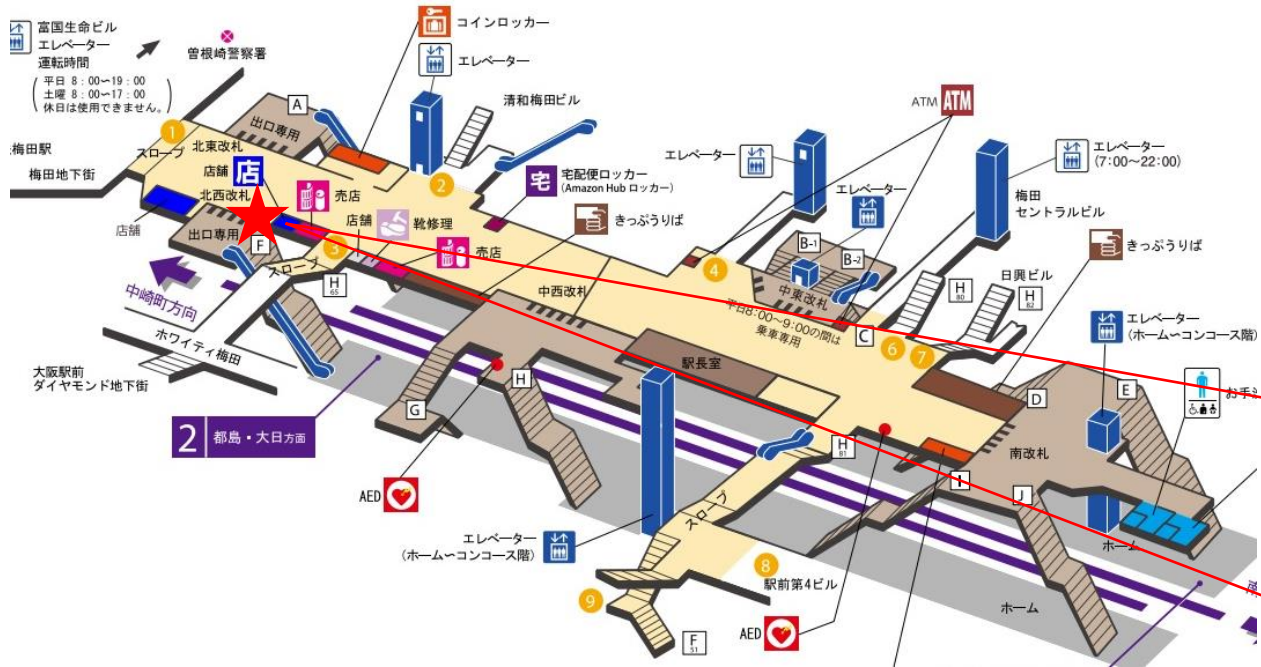 富国生命ビル
エレベーター
運転時間
平日 8：00〜19：00
土曜 8：00〜17：00
休日は使用できません。
曽根崎警察署
コインロッカー
エレベーター
清和梅田ビル
ATM ATM
エレベーター
エレベーター
(7:00〜22:00)
エレベーター
梅田
セントラルビル
A
出口専用
1
スロープ
北東改札
梅田駅
梅田地下街
店舗
店
北西改札
売店
2
宅
宅配便ロッカー
(Amazon Hub ロッカー)
店舗
靴修理
きっぷうりば
きっぷうりば
店舗
出口専用
F
3
売店
スロープ
H
65
中崎町方向
ホワイティ梅田
大阪駅前
ダイヤモンド地下街
中西改札
4
B-1
B-2
中東改札
日興ビル
H
80
H
82
平日8:00〜9:00の間は
乗車専用
C
6
7
エレベーター
(ホーム〜コンコース階)
駅長室
D
E
お手
2 都島・大日方面
G
H
H
81
南改札
I
J
AED
スロープ
エレベーター
(ホーム〜コンコース階)
ホーム
8
駅前第4ビル
9
ホーム
AED
F
51